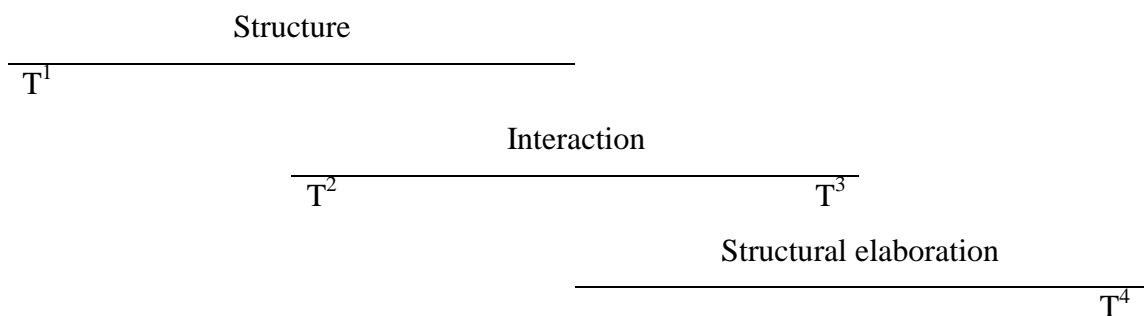 Structure
T¹
Interaction
T² T³
Structural elaboration
T⁴